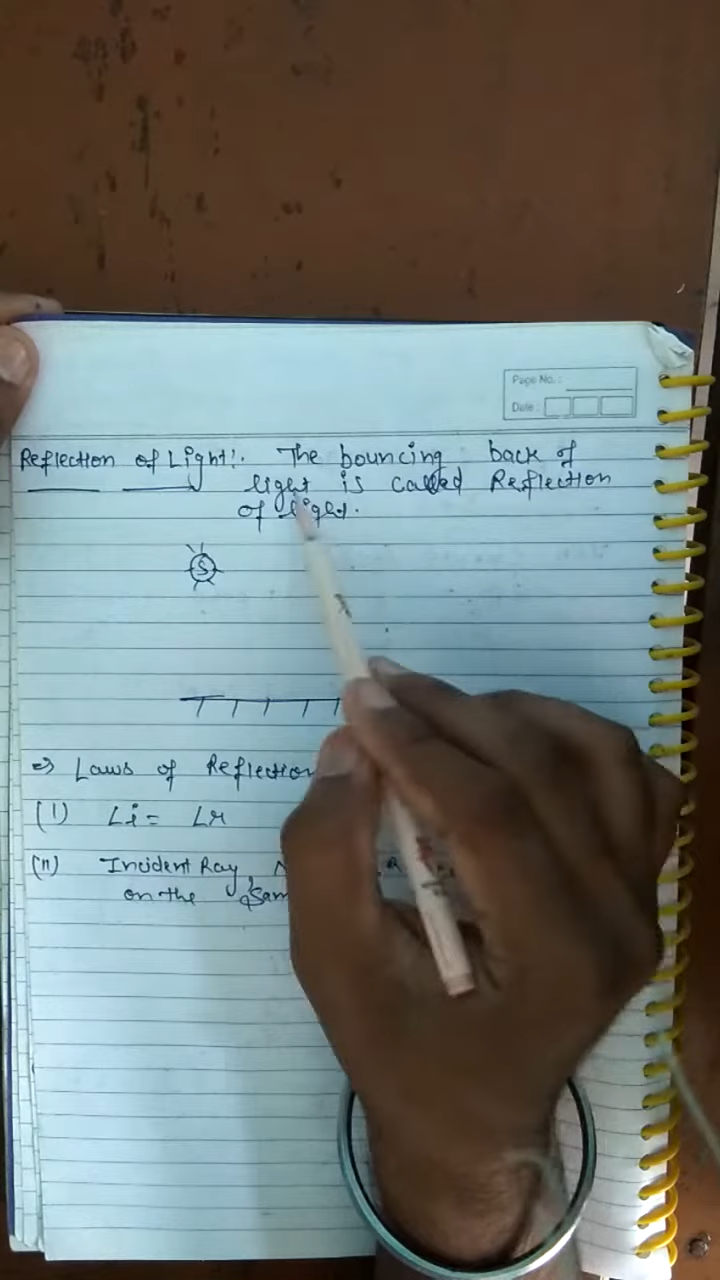 Page No. :
Date :
Reflection of Light:. The bouncing back of
light is called Reflection
of light.
S
⇒ Laws of Reflection
(I) ∠i = ∠r
(II) Incident Ray,
on the